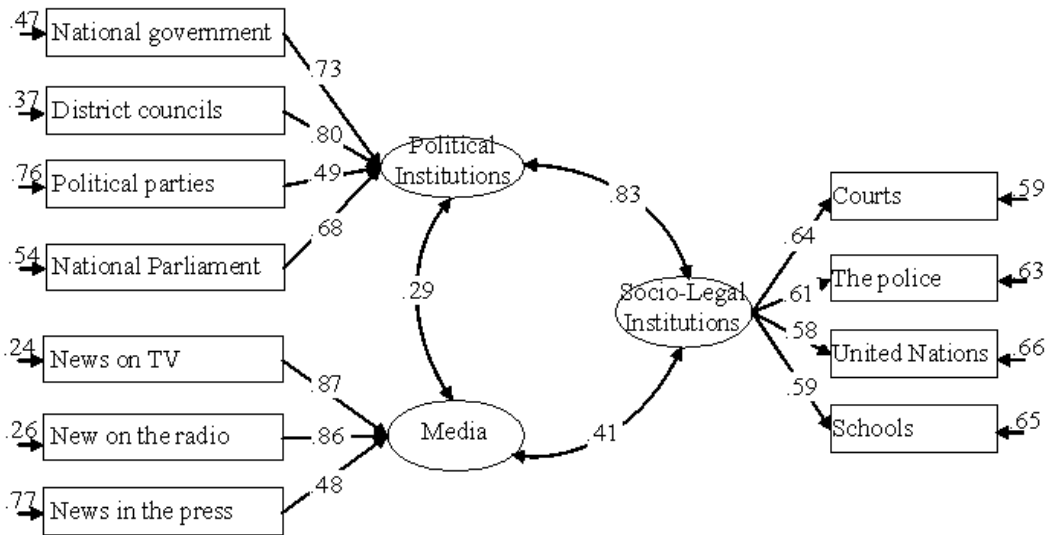 .47
National government
.73
.37
District councils
.80
.76
Political parties
.49
.54
National Parliament
.68
Political
Institutions
.83
.29
Socio-Legal
Institutions
.64
Courts
.59
.61
The police
.63
.58
United Nations
.66
.59
Schools
.65
.24
News on TV
.87
.26
New on the radio
.86
Media
.41
.77
News in the press
.48